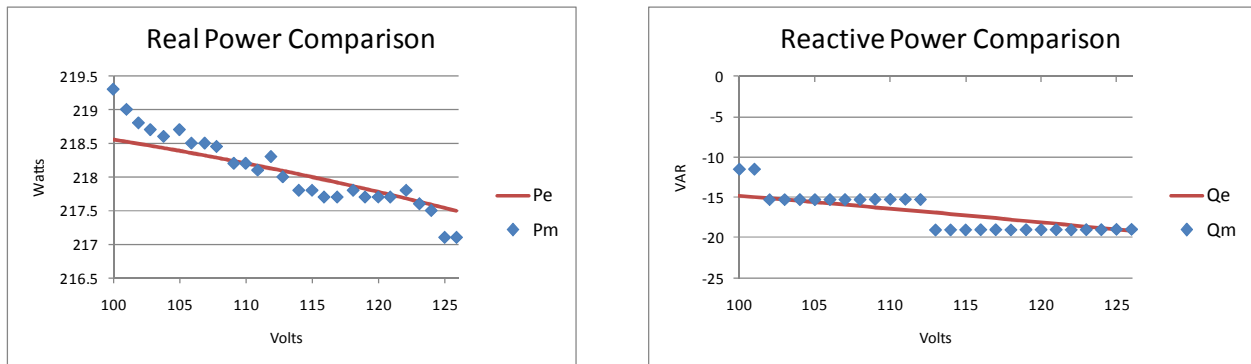 Real Power Comparison
219.5
219
218.5
218
217.5
217
216.5
Watts
100
105
110
115
120
125
Volts
Pe
Pm
Reactive Power Comparison
0
-5
-10
-15
-20
-25
VAR
100
105
110
115
120
125
Volts
Qe
Qm